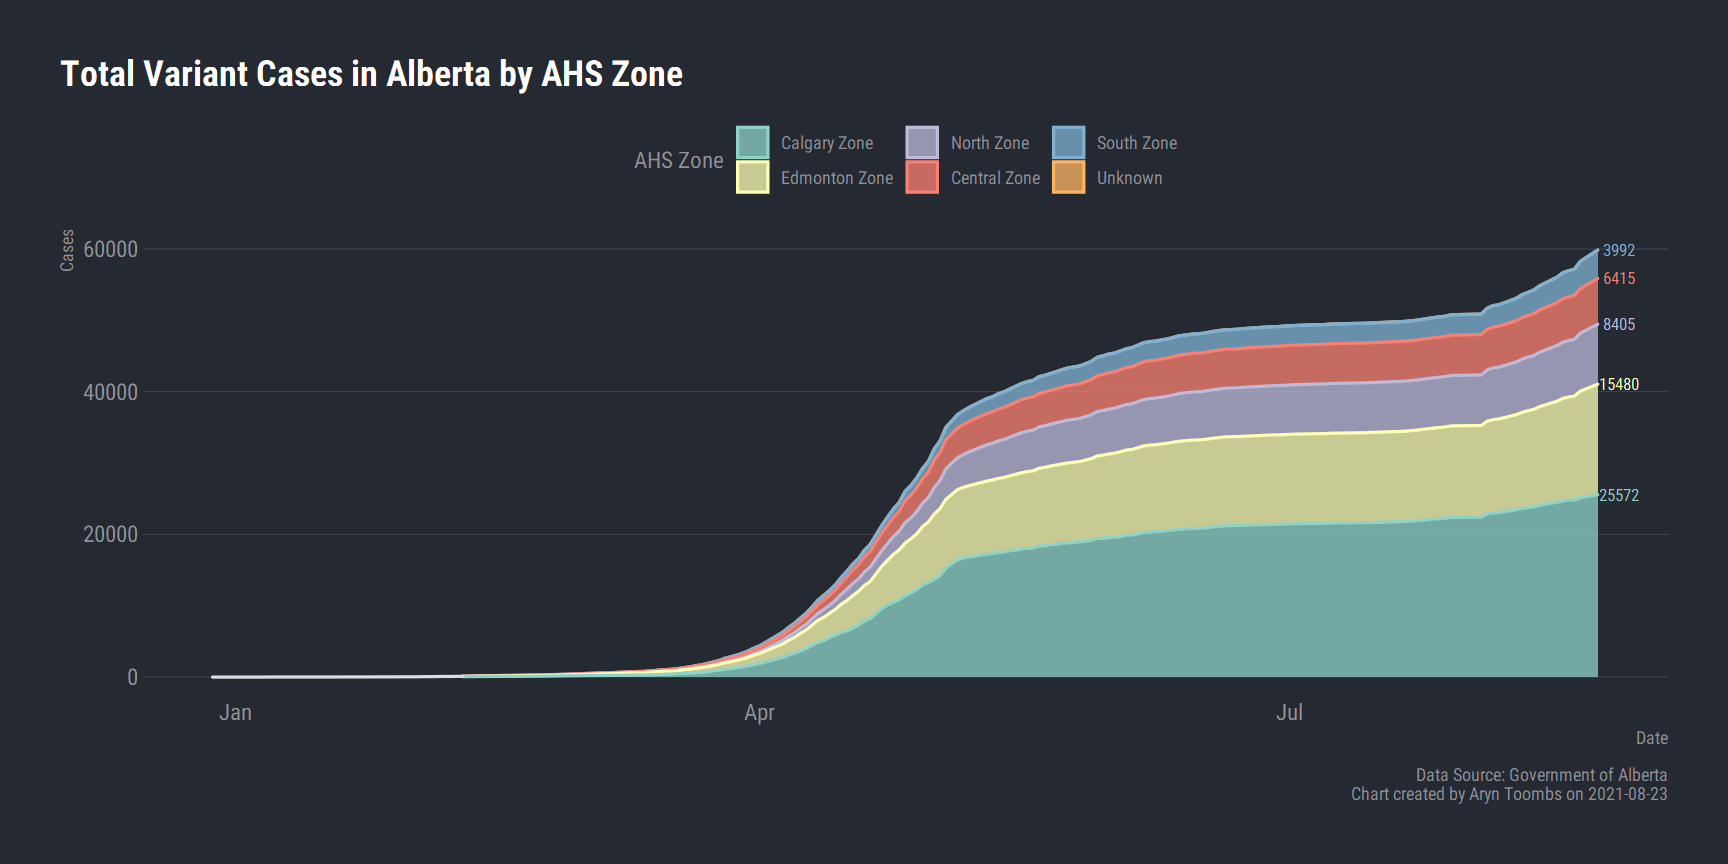 Total Variant Cases in Alberta by AHS Zone
AHS Zone
Calgary Zone
North Zone
South Zone
Edmonton Zone
Central Zone
Unknown
Cases
60000
40000
20000
0
3992
6415
8405
15480
25572
Jan
Apr
Jul
Date
Data Source: Government of Alberta
Chart created by Aryn Toombs on 2021-08-23